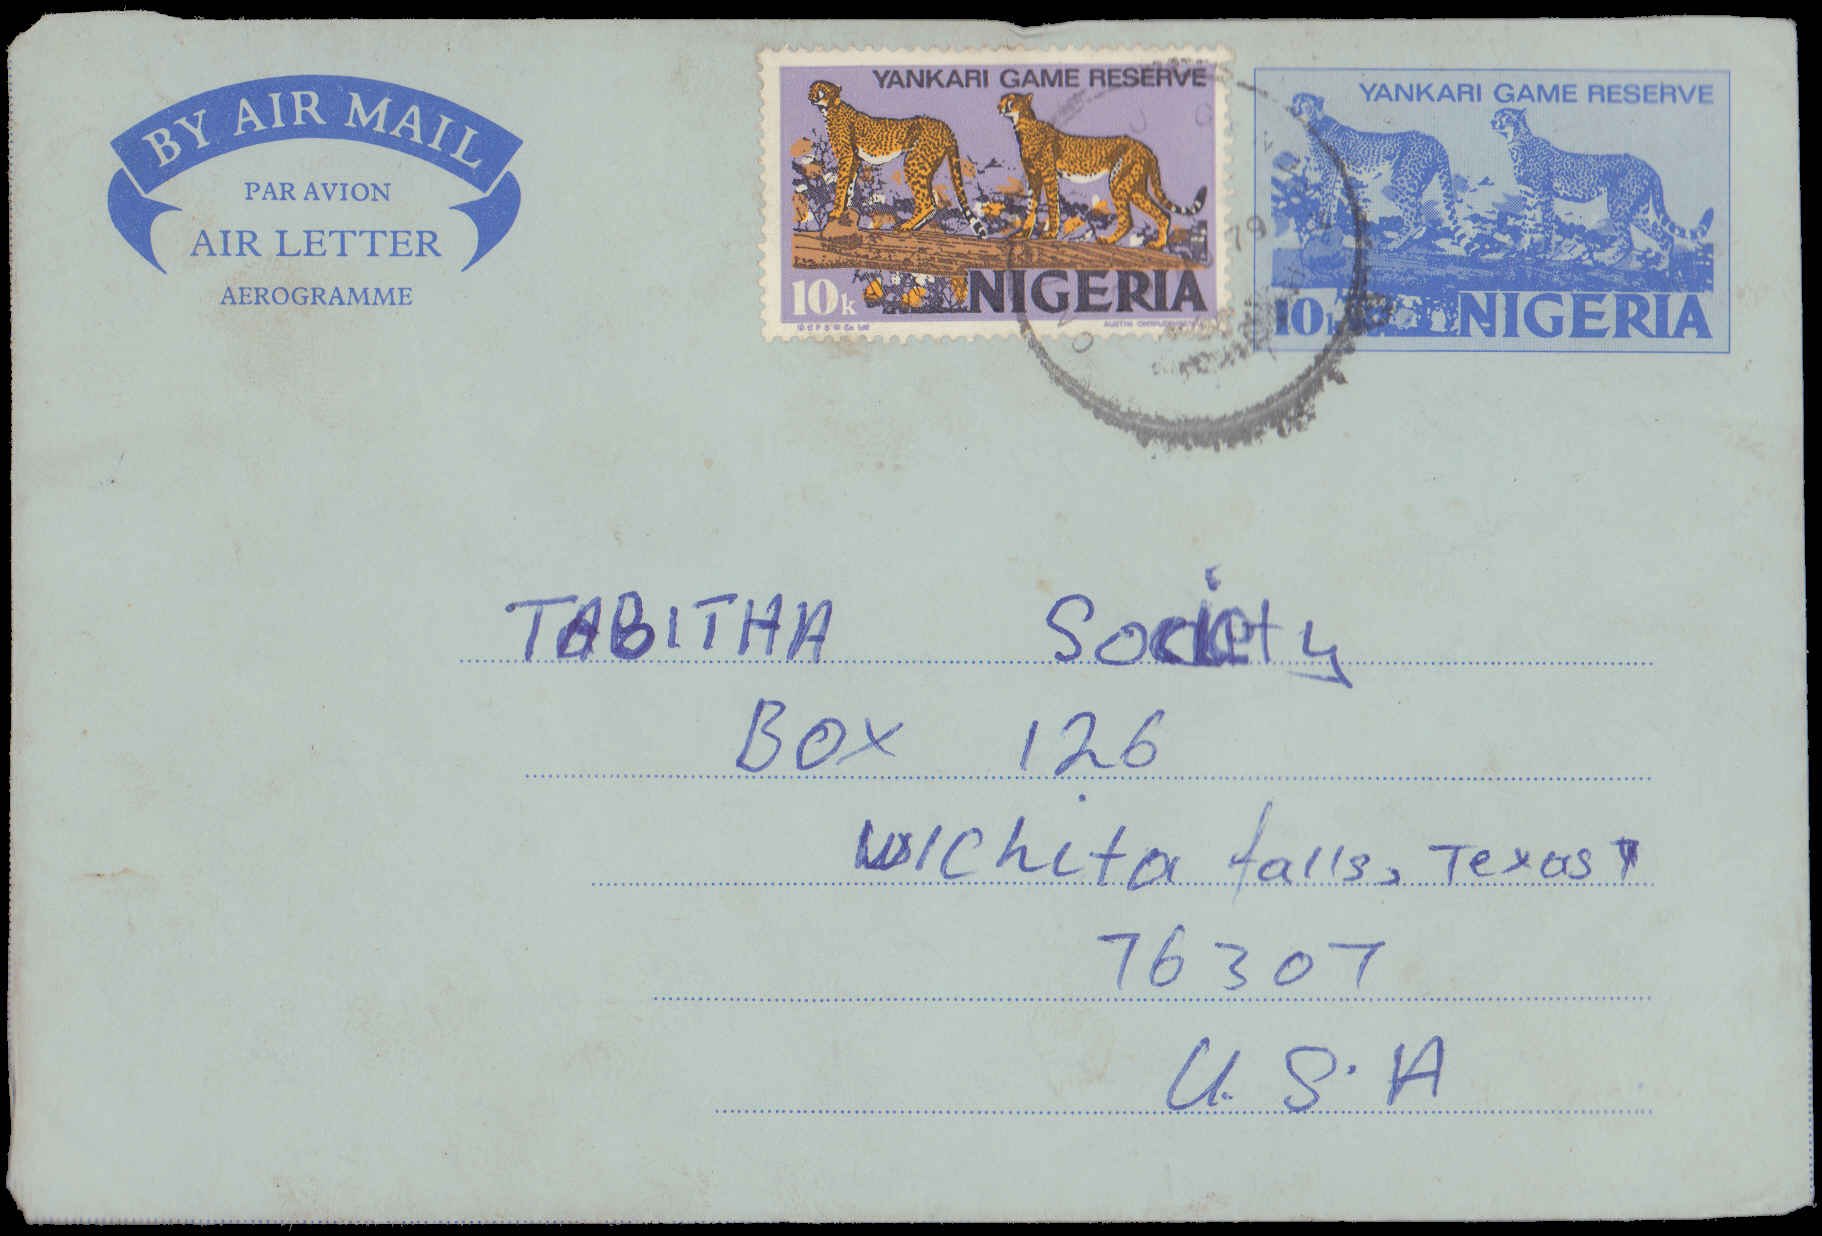 BY AIR MAIL
PAR AVION
AIR LETTER
AEROGRAMME
YANKARI GAME RESERVE
10k NIGERIA
YANKARI GAME RESERVE
10k NIGERIA
79
TABITHA Society
BOX 126
Wichita falls, Texas
76307
U.S.A